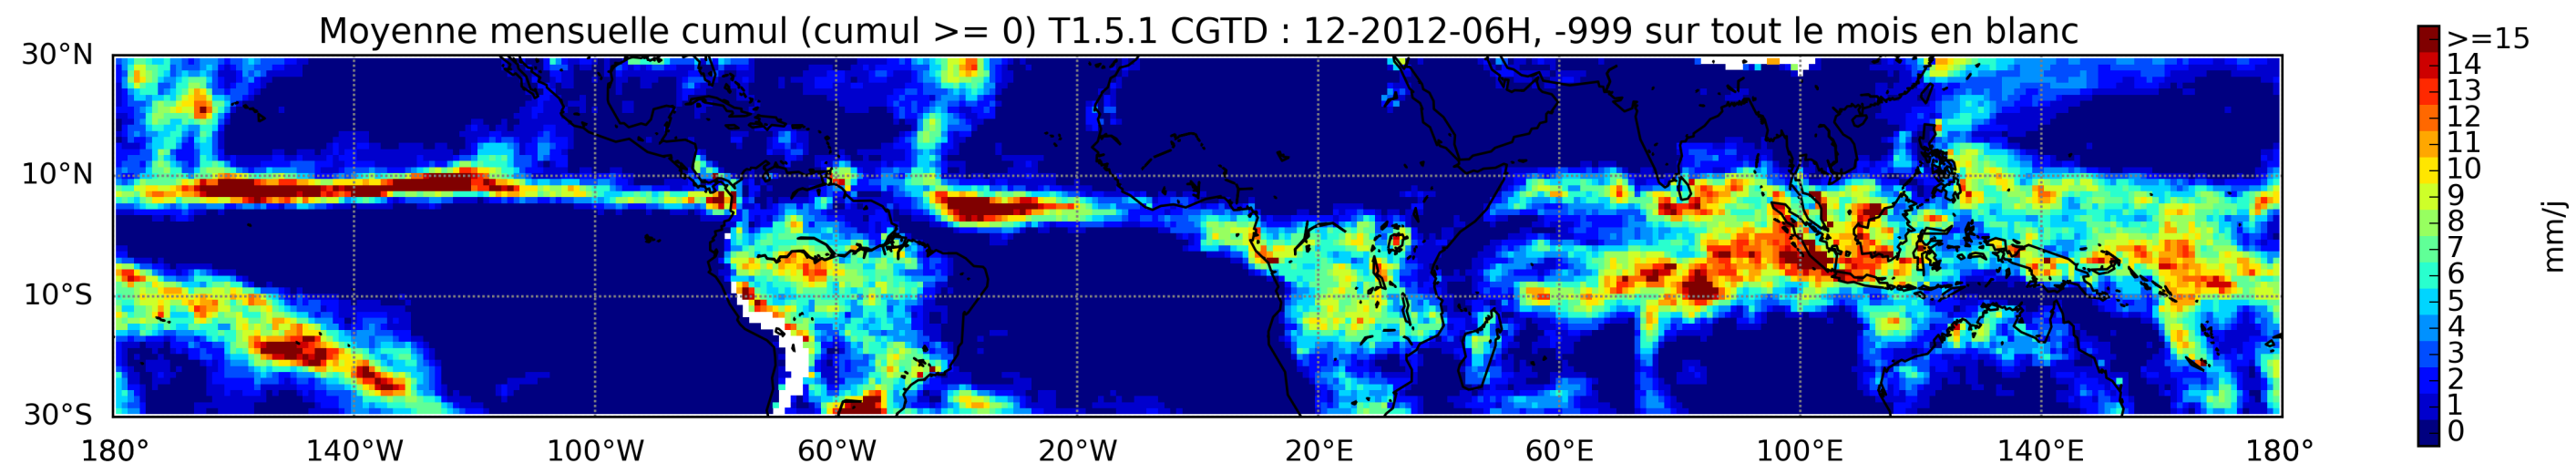 Moyenne mensuelle cumul (cumul >= 0) T1.5.1 CGTD : 12-2012-06H, -999 sur tout le mois en blanc
30°N
10°N
10°S
30°S
180° 140°W 100°W 60°W 20°W 20°E 60°E 100°E 140°E 180°
>=15
14
13
12
11
10
9
8
7
6
5
4
3
2
1
0
mm/j